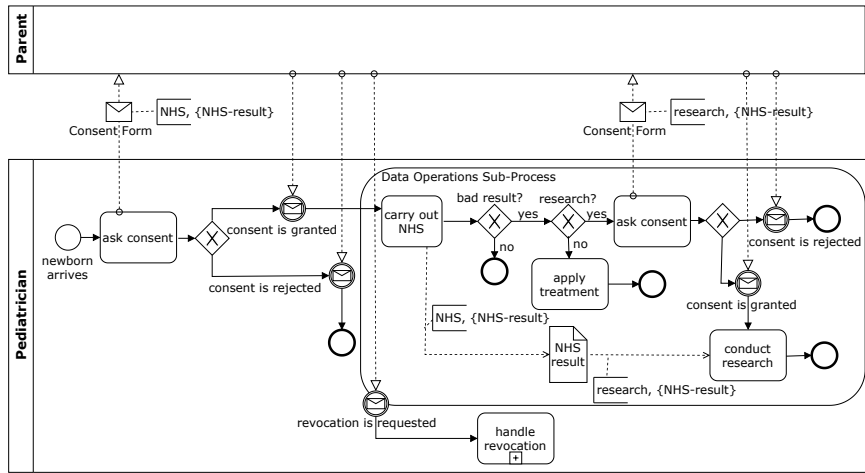 Parent
NHS, {NHS-result}
Consent Form
research, {NHS-result}
Consent Form
Pediatrician
Data Operations Sub-Process
newborn
arrives
ask consent
consent is granted
consent is rejected
carry out
NHS
bad result?
yes
no
research?
yes
no
ask consent
consent is rejected
consent is granted
apply
treatment
NHS, {NHS-result}
NHS
result
research, {NHS-result}
conduct
research
revocation is requested
handle
revocation